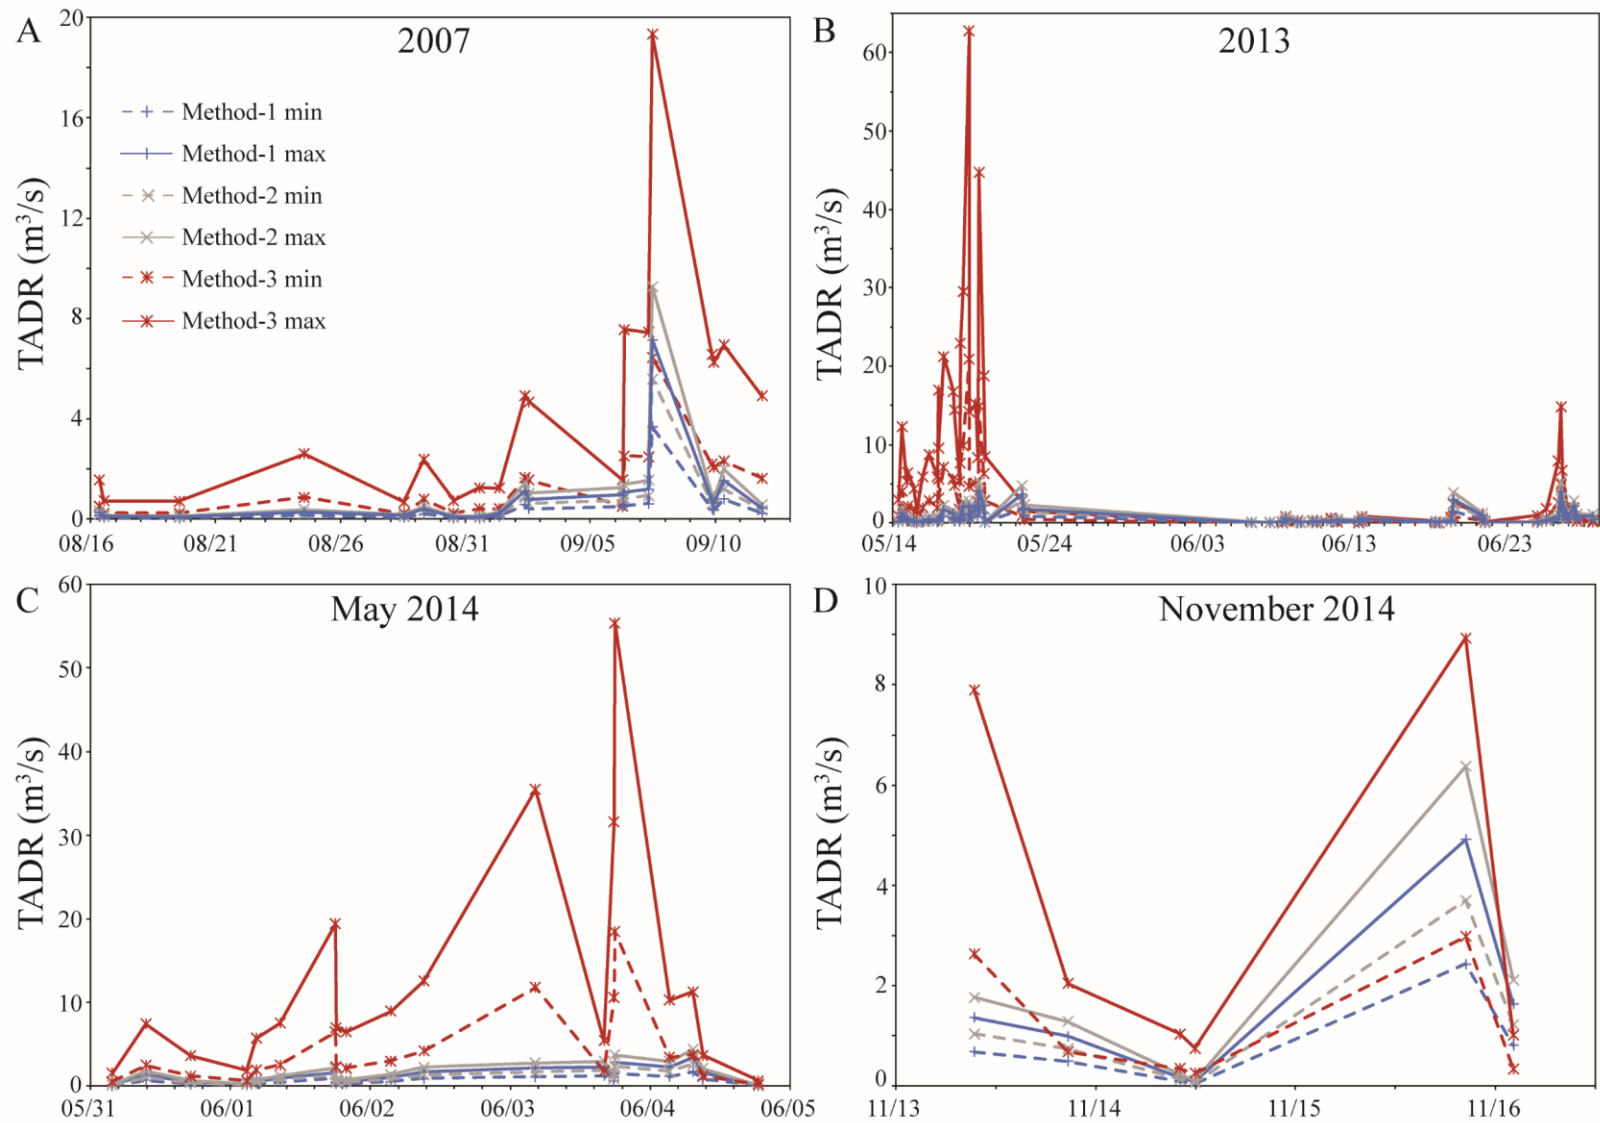 A
2007
20
16
12
8
4
0
TADR (m³/s)
Method-1 min
Method-1 max
Method-2 min
Method-2 max
Method-3 min
Method-3 max
08/16 08/21 08/26 08/31 09/05 09/10
B
2013
60
50
40
30
20
10
0
TADR (m³/s)
05/14 05/24 06/03 06/13 06/23
C
May 2014
60
50
40
30
20
10
0
TADR (m³/s)
05/31 06/01 06/02 06/03 06/04 06/05
D
November 2014
10
8
6
4
2
0
TADR (m³/s)
11/13 11/14 11/15 11/16